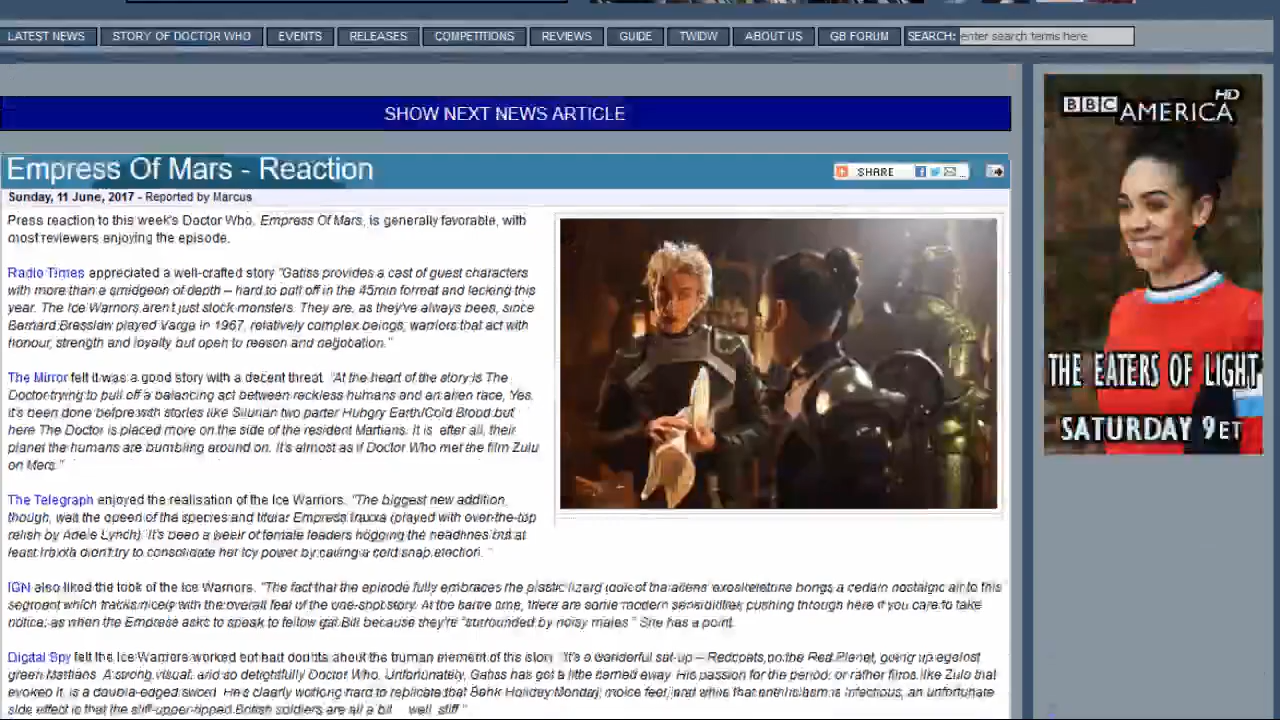 LATEST NEWS STORY OF DOCTOR WHO EVENTS RELEASES COMPETITIONS REVIEWS GUIDE TWIDW ABOUT US GB FORUM SEARCH: enter search terms here
SHOW NEXT NEWS ARTICLE
Empress Of Mars - Reaction
SHARE
Sunday, 11 June, 2017 - Reported by Marcus
Press reaction to this week's Doctor Who, Empress Of Mars, is generally favorable, with
most reviewers enjoying the episode.
Radio Times appreciated a well-crafted story "Gatiss provides a cast of guest characters
with more than a smidgeon of depth – hard to pull off in the 45min format and lacking this
year. The Ice Warriors aren't just stock monsters. They are, as they've always been, since
Bernard Bresslaw played Varga in 1967, relatively complex beings, warriors that act with
honour, strength and loyalty but open to reason and negotiation."
The Mirror felt it was a good story with a decent threat. "At the heart of the story is The
Doctor trying to pull off a balancing act between reckless humans and an alien race, Yes,
it's been done before with stories like Silurian two parter Hungry Earth/Cold Blood but
here The Doctor is placed more on the side of the resident Martians. It is after all, their
planet the humans are bumbling around on. It's almost as if Doctor Who met the film Zulu
on Mars."
The Telegraph enjoyed the realisation of the Ice Warriors. "The biggest new addition,
though, was the queen of the species and titular Empress Iraxxa (played with over-the-top
relish by Adele Lynch). It's been a week of female leaders hogging the headlines but at
least Iraxxa didn't try to consolidate her icy power by calling a cold snap election. "
IGN also liked the look of the Ice Warriors. "The fact that the episode fully embraces the plastic lizard look of the aliens' exoskeletons brings a certain nostalgic air to this
segment which tracks nicely with the overall feel of the one-shot story. At the same time, there are some modern sensibilities pushing through here if you care to take
notice, as when the Empress asks to speak to fellow gal Bill because they're "surrounded by noisy males." She has a point.
Digital Spy felt the Ice Warriors worked but had doubts about the human element of the story. "It's a wonderful set-up – Redcoats on the Red Planet, going up against
green Martians. A strong visual, and so delightfully Doctor Who. Unfortunately, Gatiss has got a little carried away. His passion for the period, or rather films like Zulu that
evoked it, is a double-edged sword. He's clearly working hard to replicate that Bank Holiday Monday, movie feel, and while that enthusiasm is infectious, an unfortunate
side effect is that the stiff-upper-lipped British soldiers are all a bit... well, stiff."
BBC AMERICA HD
THE EATERS OF LIGHT
SATURDAY 9ET